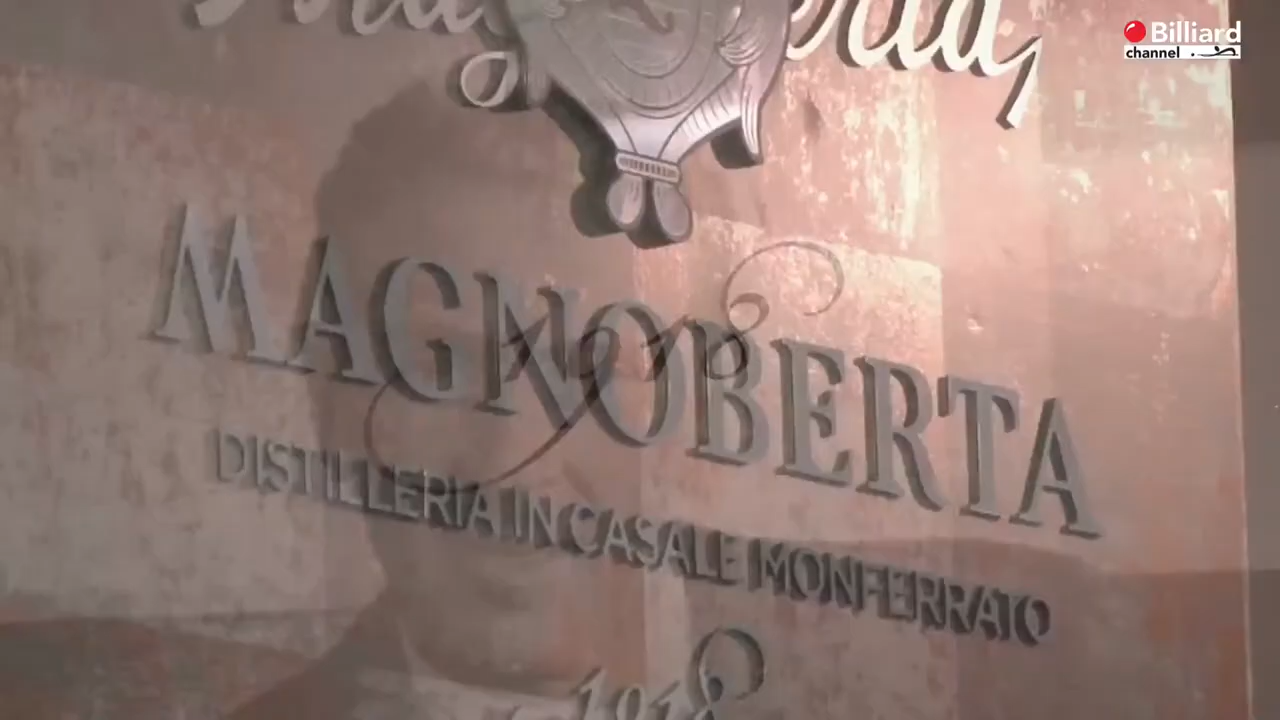 Billiard
channel
MAGNOBERTA
DISTILLERIA IN CASALE MONFERRATO